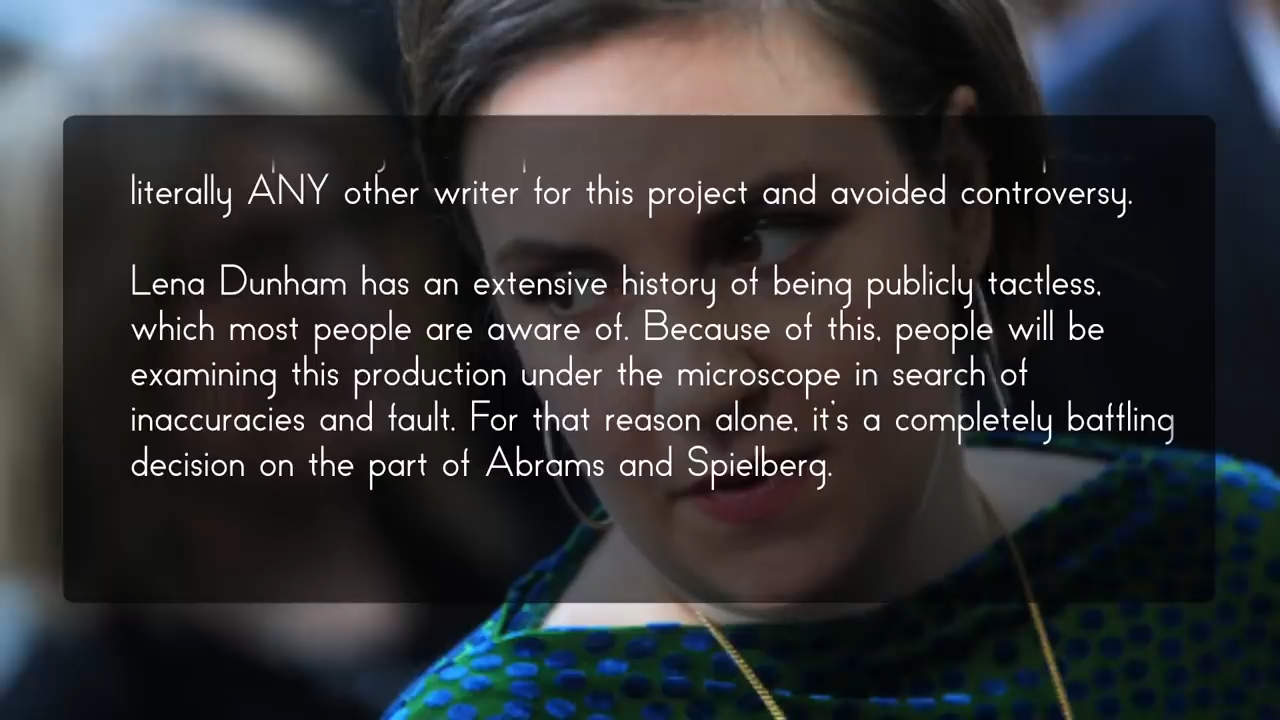 literally ANY other writer for this project and avoided controversy.
Lena Dunham has an extensive history of being publicly tactless,
which most people are aware of. Because of this, people will be
examining this production under the microscope in search of
inaccuracies and fault. For that reason alone, it's a completely baffling
decision on the part of Abrams and Spielberg.